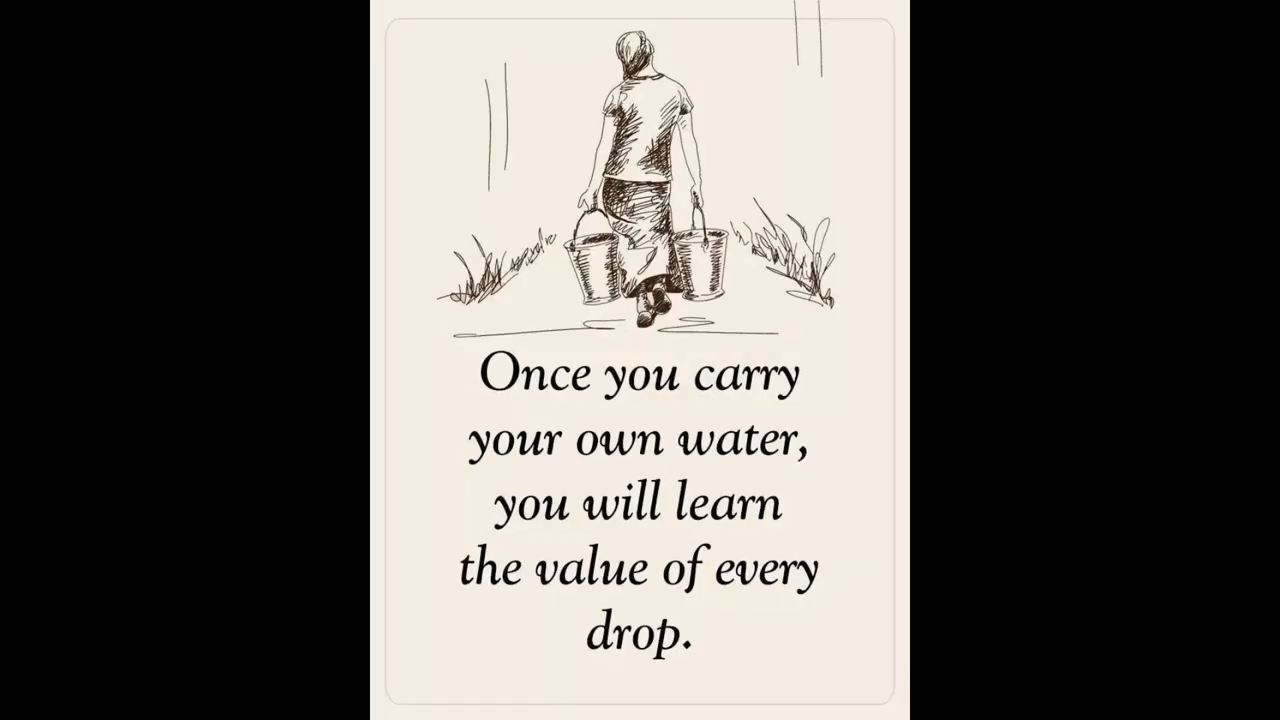 Once you carry
your own water,
you will learn
the value of every
drop.